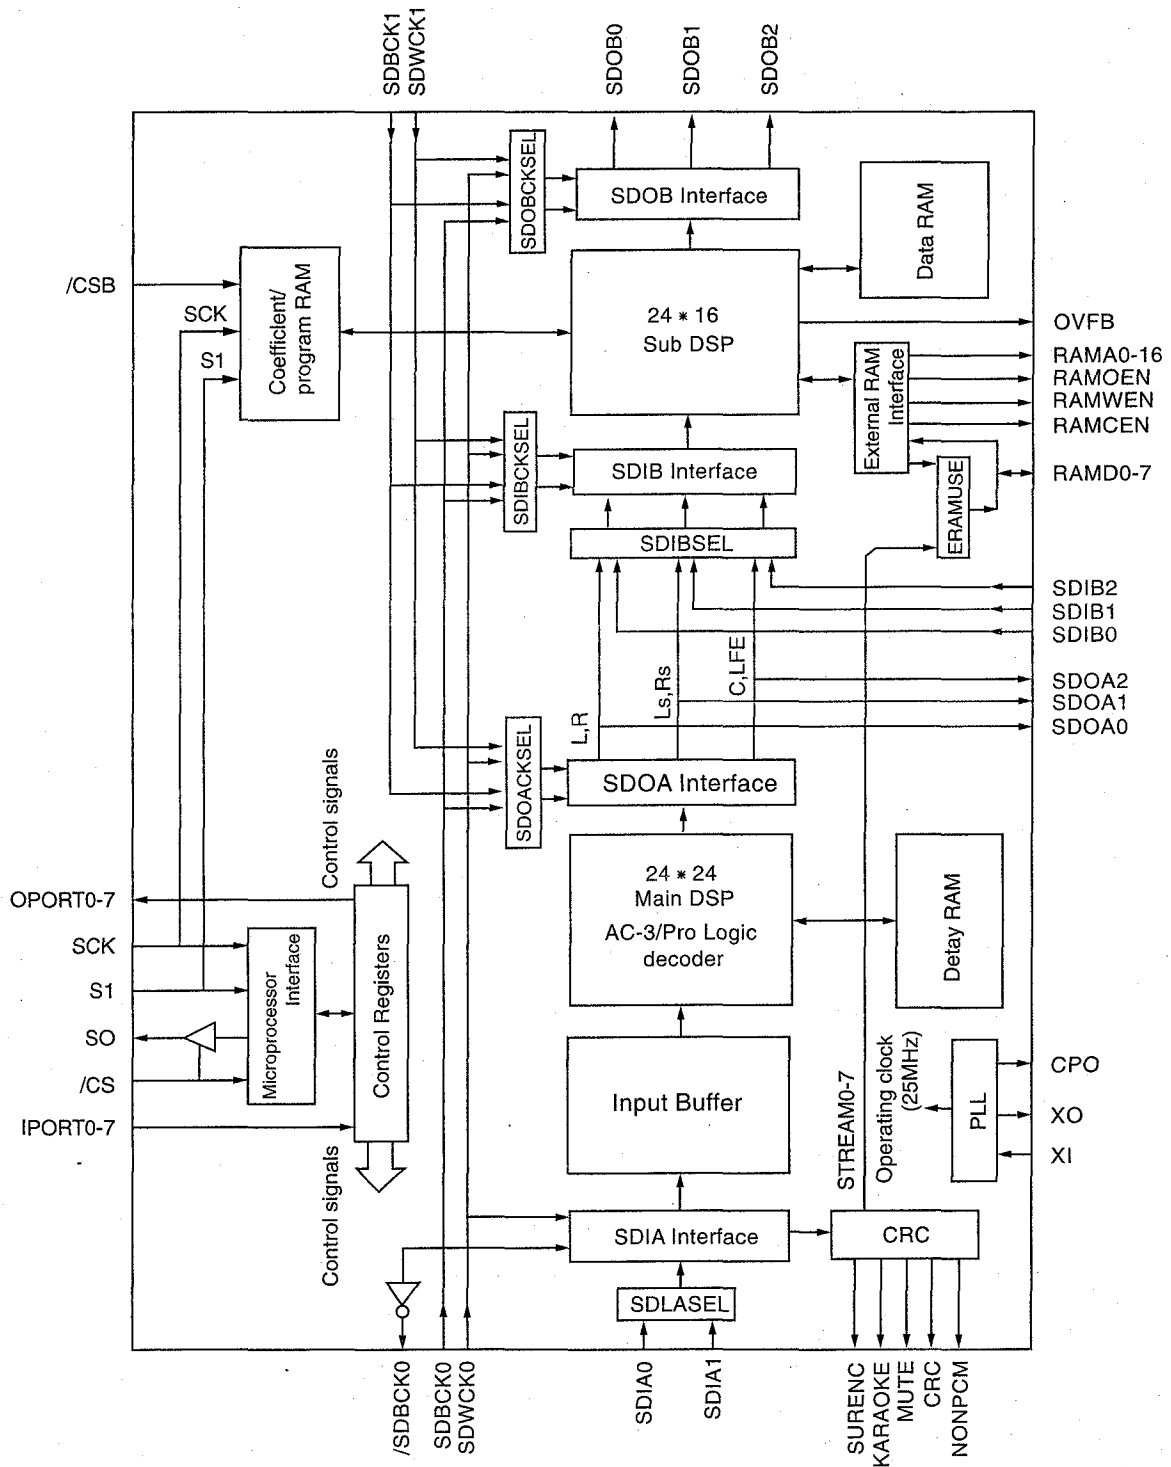 SDBCK1
SDWCK1
SDOB0
SDOB1
SDOB2
SDOBCKSEL
SDOB Interface
Data RAM
/CSB
SCK
S1
Coefficient/
program RAM
24 * 16
Sub DSP
OVFB
RAMA0-16
RAMOEN
RAMWEN
RAMCEN
RAMD0-7
External RAM
Interface
ERAMUSE
SDIBCKSEL
SDIB Interface
SDIBSEL
SDIB2
SDIB1
SDIB0
L,R
Ls,Rs
C,LFE
SDOA2
SDOA1
SDOA0
SDOACKSEL
SDOA Interface
Control signals
24 * 24
Main DSP
AC-3/Pro Logic
decoder
Detay RAM
OPORT0-7
SCK
S1
SO
/CS
IPORT0-7
Microprocessor
Interface
Control Registers
Control signals
Input Buffer
STREAM0-7
Operating clock
(25MHz)
PLL
CPO
XO
XI
SDIA Interface
CRC
SDLASEL
/SDBCK0
SDBCK0
SDWCK0
SDIA0
SDIA1
SURENC
KARAOKE
MUTE
CRC
NONPCM